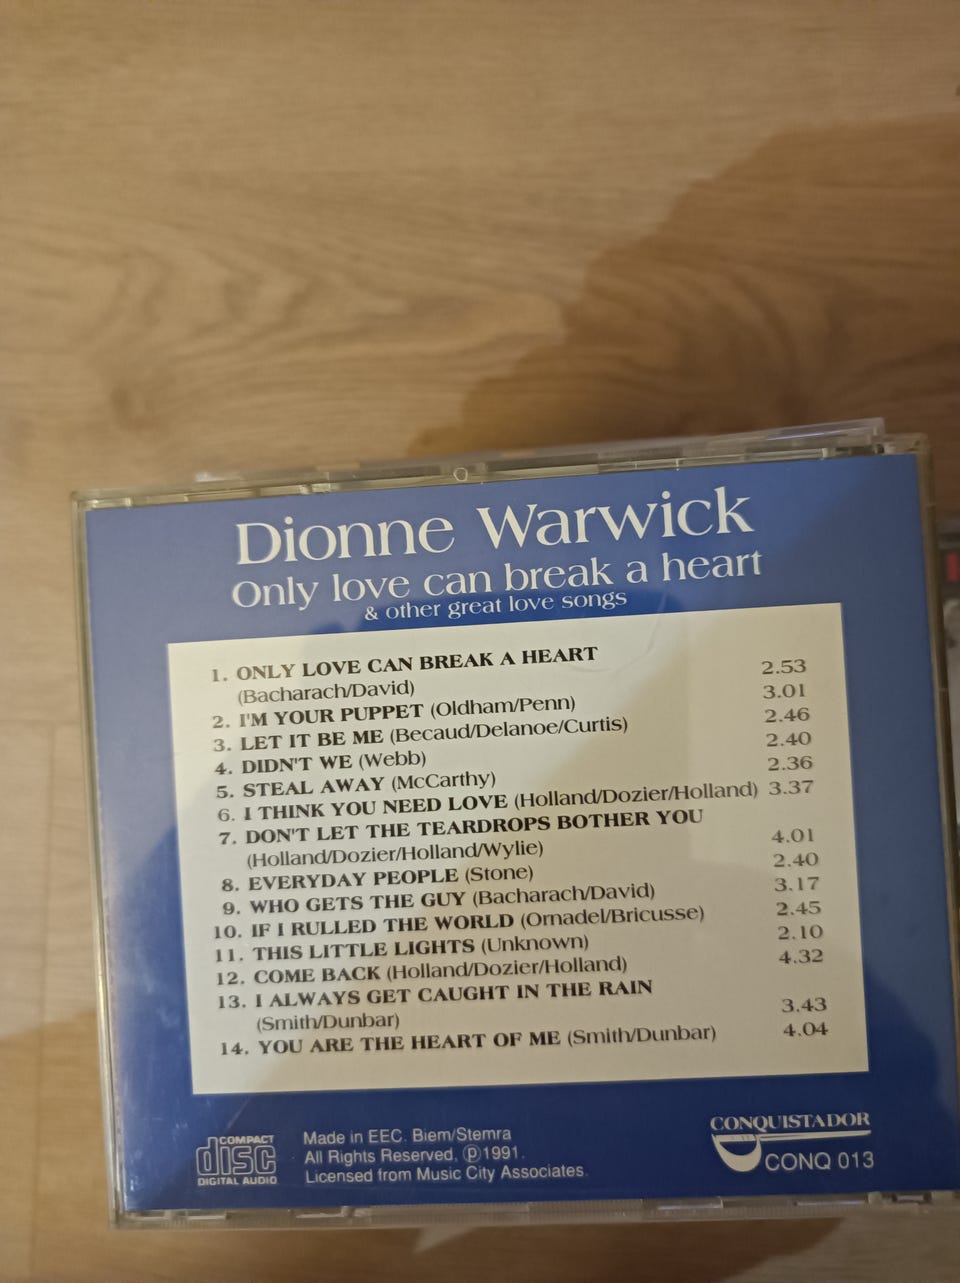 Dionne Warwick
Only love can break a heart
& other great love songs
1. ONLY LOVE CAN BREAK A HEART
(Bacharach/David) 2.53
2. I'M YOUR PUPPET (Oldham/Penn) 3.01
3. LET IT BE ME (Becaud/Delanoe/Curtis) 2.46
4. DIDN'T WE (Webb) 2.40
5. STEAL AWAY (McCarthy) 2.36
6. I THINK YOU NEED LOVE (Holland/Dozier/Holland) 3.37
7. DON'T LET THE TEARDROPS BOTHER YOU
(Holland/Dozier/Holland/Wylie) 4.01
8. EVERYDAY PEOPLE (Stone) 2.40
9. WHO GETS THE GUY (Bacharach/David) 3.17
10. IF I RULLED THE WORLD (Ornadel/Bricusse) 2.45
11. THIS LITTLE LIGHTS (Unknown) 2.10
12. COME BACK (Holland/Dozier/Holland) 4.32
13. I ALWAYS GET CAUGHT IN THE RAIN
(Smith/Dunbar) 3.43
14. YOU ARE THE HEART OF ME (Smith/Dunbar) 4.04
COMPACT
disc
DIGITAL AUDIO
Made in EEC. Biem/Stemra
All Rights Reserved. ℗1991.
Licensed from Music City Associates.
CONQUISTADOR
CONQ 013